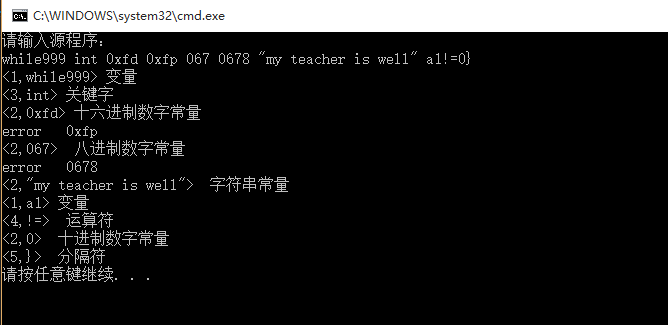 C:\WINDOWS\system32\cmd.exe
请输入源程序:
while999 int 0xfd 0xfp 067 0678 "my teacher is well" a1!=0}
<1,while999> 变量
<3,int> 关键字
<2,0xfd> 十六进制数字常量
error   0xfp
<2,067>  八进制数字常量
error   0678
<2,"my teacher is well">  字符串常量
<1,a1> 变量
<4,!=>  运算符
<2,0>  十进制数字常量
<5,}>  分隔符
请按任意键继续. . .